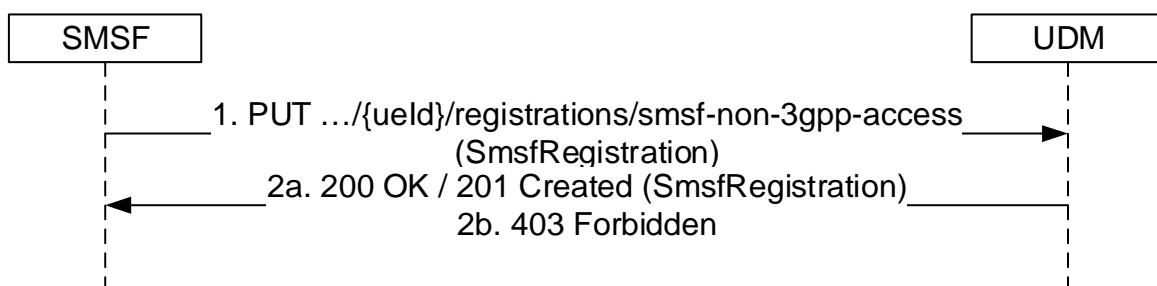 SMSF
UDM
1. PUT …/{ueId}/registrations/smsf-non-3gpp-access
(SmsfRegistration)
2a. 200 OK / 201 Created (SmsfRegistration)
2b. 403 Forbidden